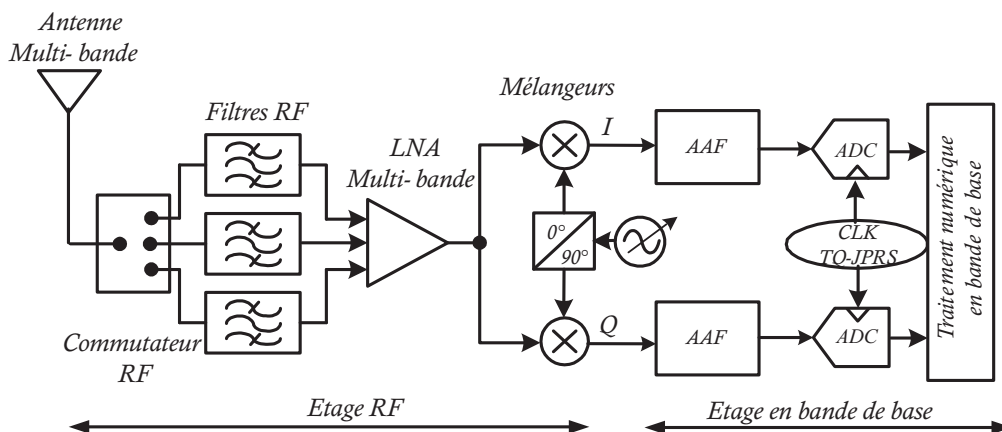 Antenne
Multi- bande
Filtres RF
LNA
Multi- bande
Commutateur
RF
Mélangeurs
I
0°
90°
Q
AAF
AAF
ADC
CLK
TQ-JPRS
ADC
Traitement numérique
en bande de base
Etage RF
Etage en bande de base